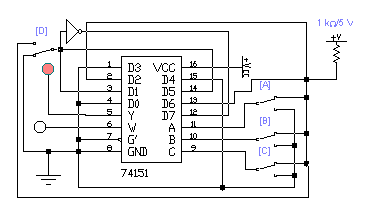 1 kΩ/5 V
+V
[D]
1 D3 VCC 16
2 D2 D4 15
3 D1 D5 14
4 D0 D6 13
5 Y D7 12
6 W A 11
7 G' B 10
8 GND C 9
74151
[A]
[B]
[C]